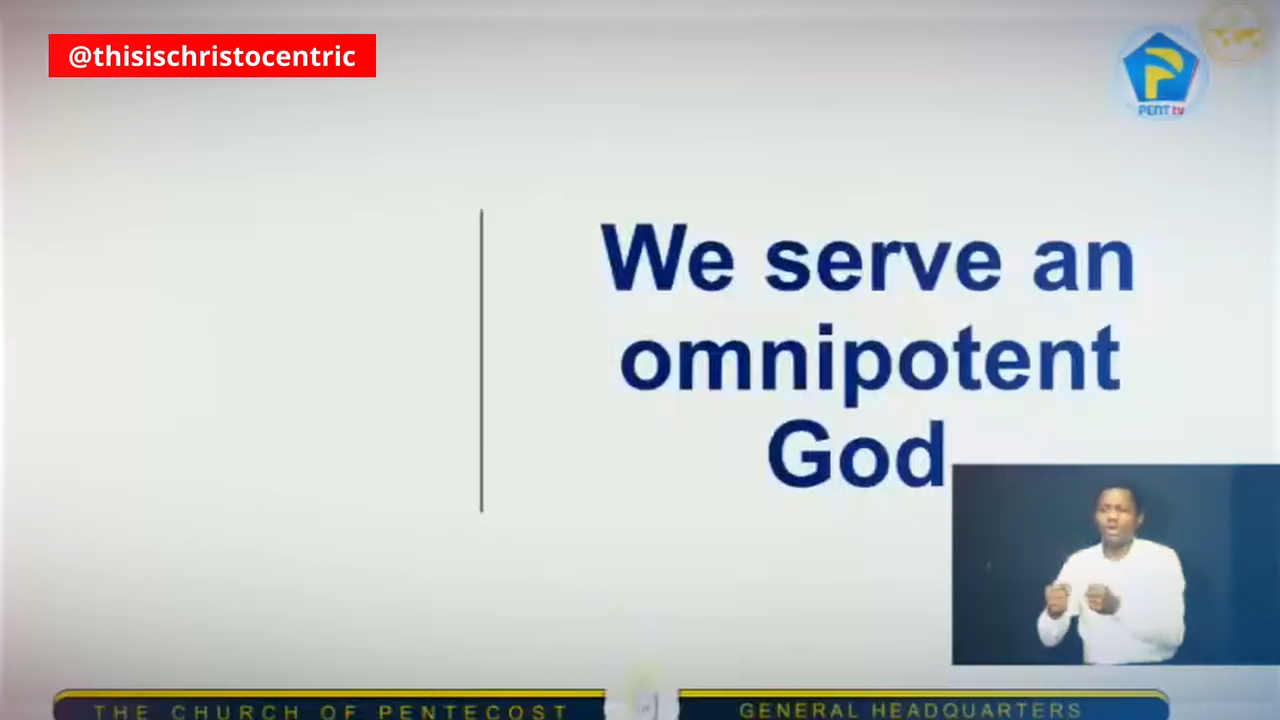 @thisischristocentric
PENT tv
We serve an
omnipotent
God
THE CHURCH OF PENTECOST
GENERAL HEADQUARTERS